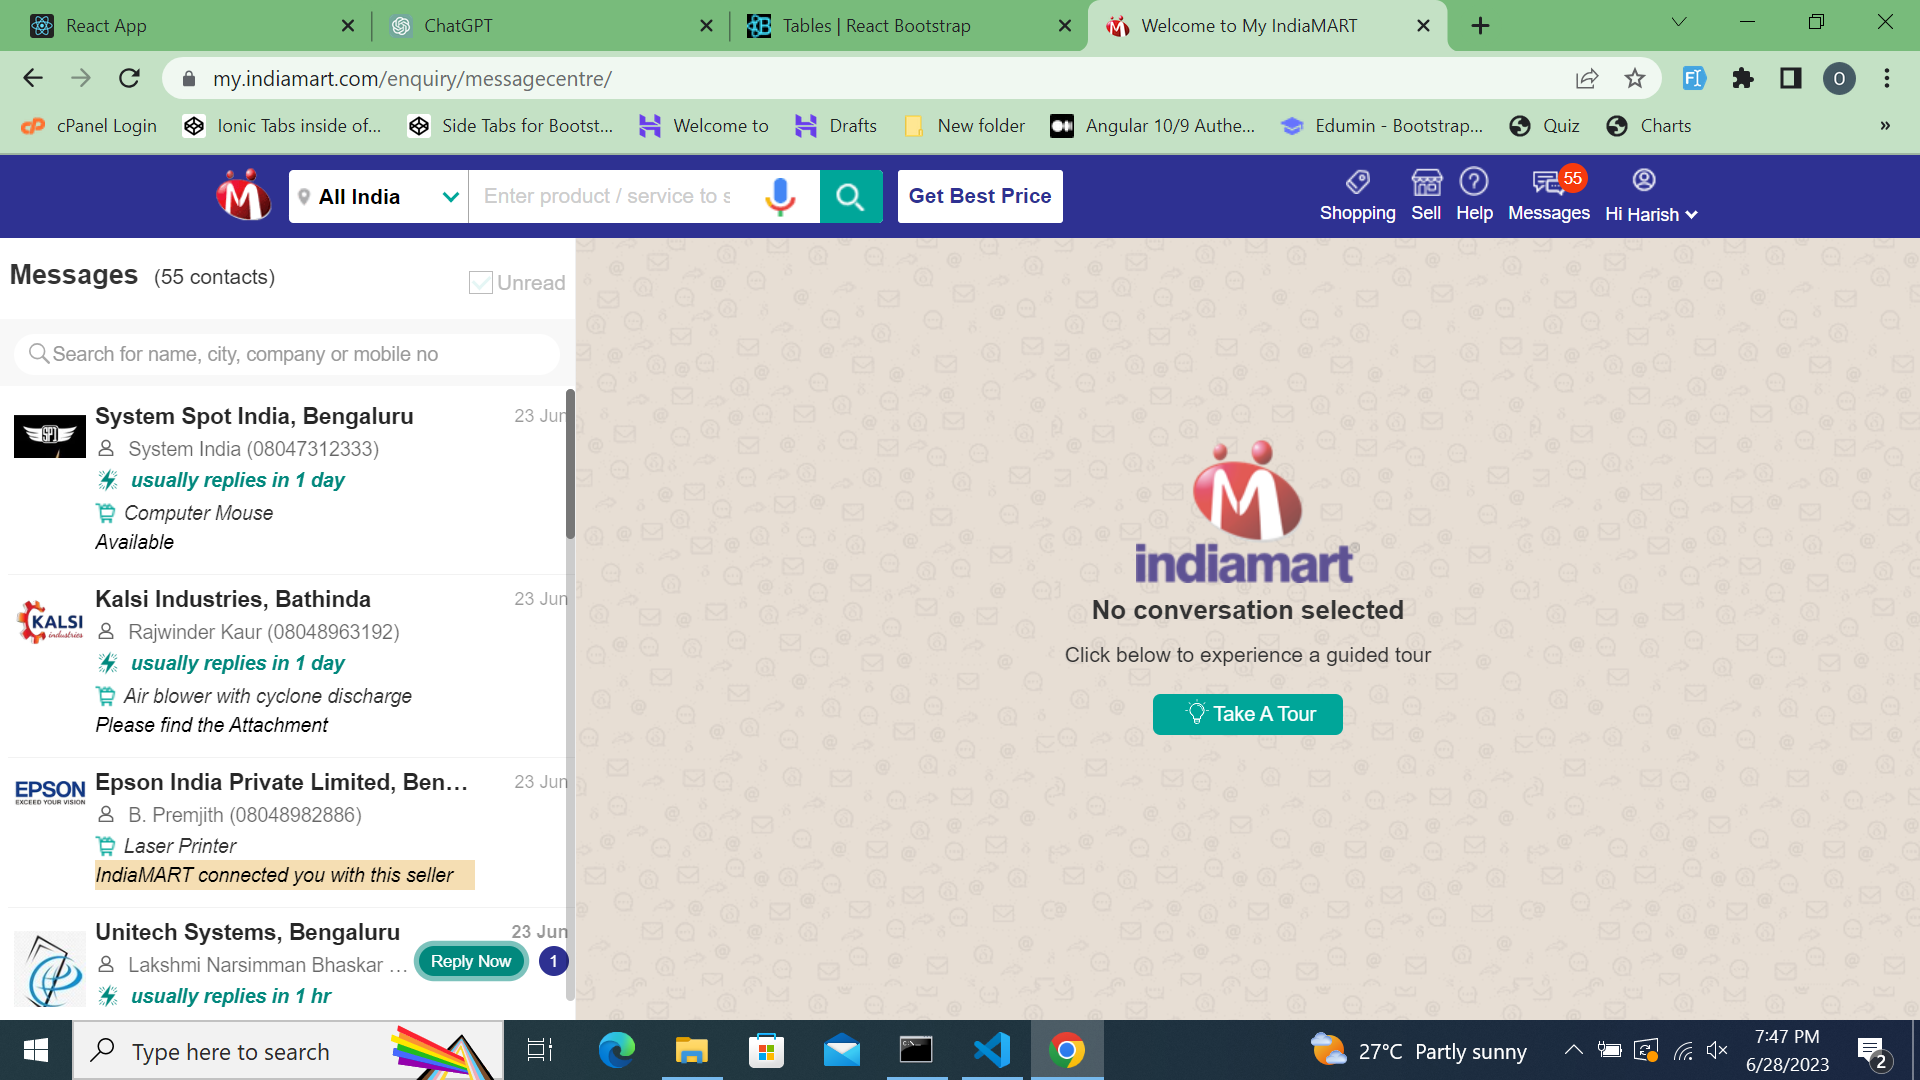 React App
ChatGPT
Tables | React Bootstrap
Welcome to My IndiaMART
my.indiamart.com/enquiry/messagecentre/
O
cPanel Login
Ionic Tabs inside of...
Side Tabs for Bootst...
Welcome to
Drafts
New folder
Angular 10/9 Authe...
Edumin - Bootstrap...
Quiz
Charts
»
All India
Enter product / service to s
Get Best Price
Shopping
Sell
Help
55
Messages
Hi Harish
Messages (55 contacts)
Unread
Search for name, city, company or mobile no
System Spot India, Bengaluru
23 Jun
System India (08047312333)
usually replies in 1 day
Computer Mouse
Available
Kalsi Industries, Bathinda
23 Jun
KALSI
industries
Rajwinder Kaur (08048963192)
usually replies in 1 day
Air blower with cyclone discharge
Please find the Attachment
Epson India Private Limited, Ben...
23 Jun
EPSON
EXCEED YOUR VISION
B. Premjith (08048982886)
Laser Printer
IndiaMART connected you with this seller
Unitech Systems, Bengaluru
23 Jun
Lakshmi Narsimman Bhaskar ...
Reply Now
1
usually replies in 1 hr
indiamart
No conversation selected
Click below to experience a guided tour
Take A Tour
Type here to search
27°C Partly sunny
7:47 PM
6/28/2023
2